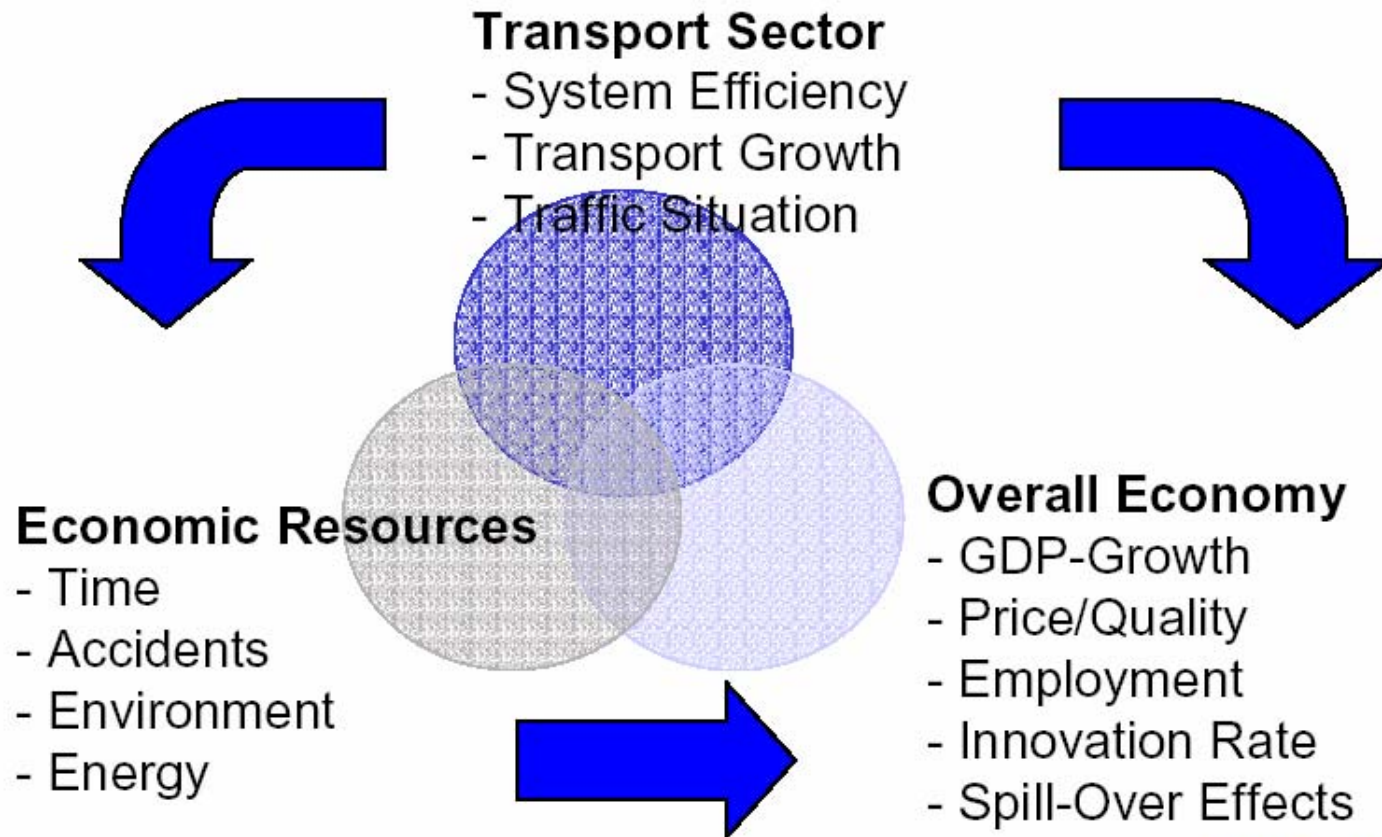 Transport Sector
- System Efficiency
- Transport Growth
- Traffic Situation
Economic Resources
- Time
- Accidents
- Environment
- Energy
Overall Economy
- GDP-Growth
- Price/Quality
- Employment
- Innovation Rate
- Spill-Over Effects